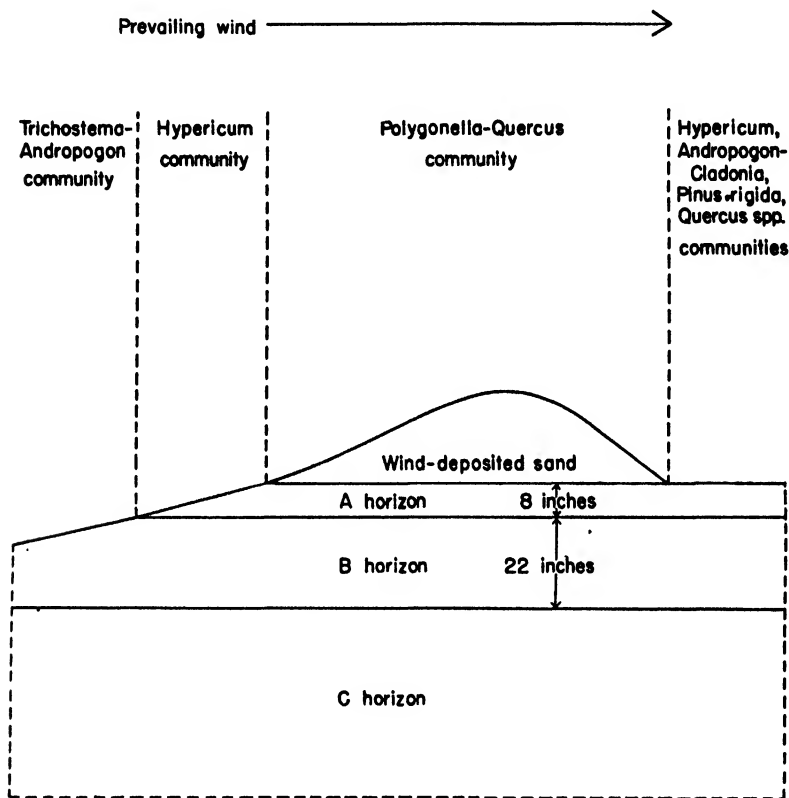 Prevailing wind
Trichostema-
Andropogon
community
Hypericum
community
Polygonella-Quercus
community
Hypericum,
Andropogon-
Cladonia,
Pinus rigida,
Quercus spp.
communities
Wind-deposited sand
A horizon 8 inches
B horizon 22 inches
C horizon